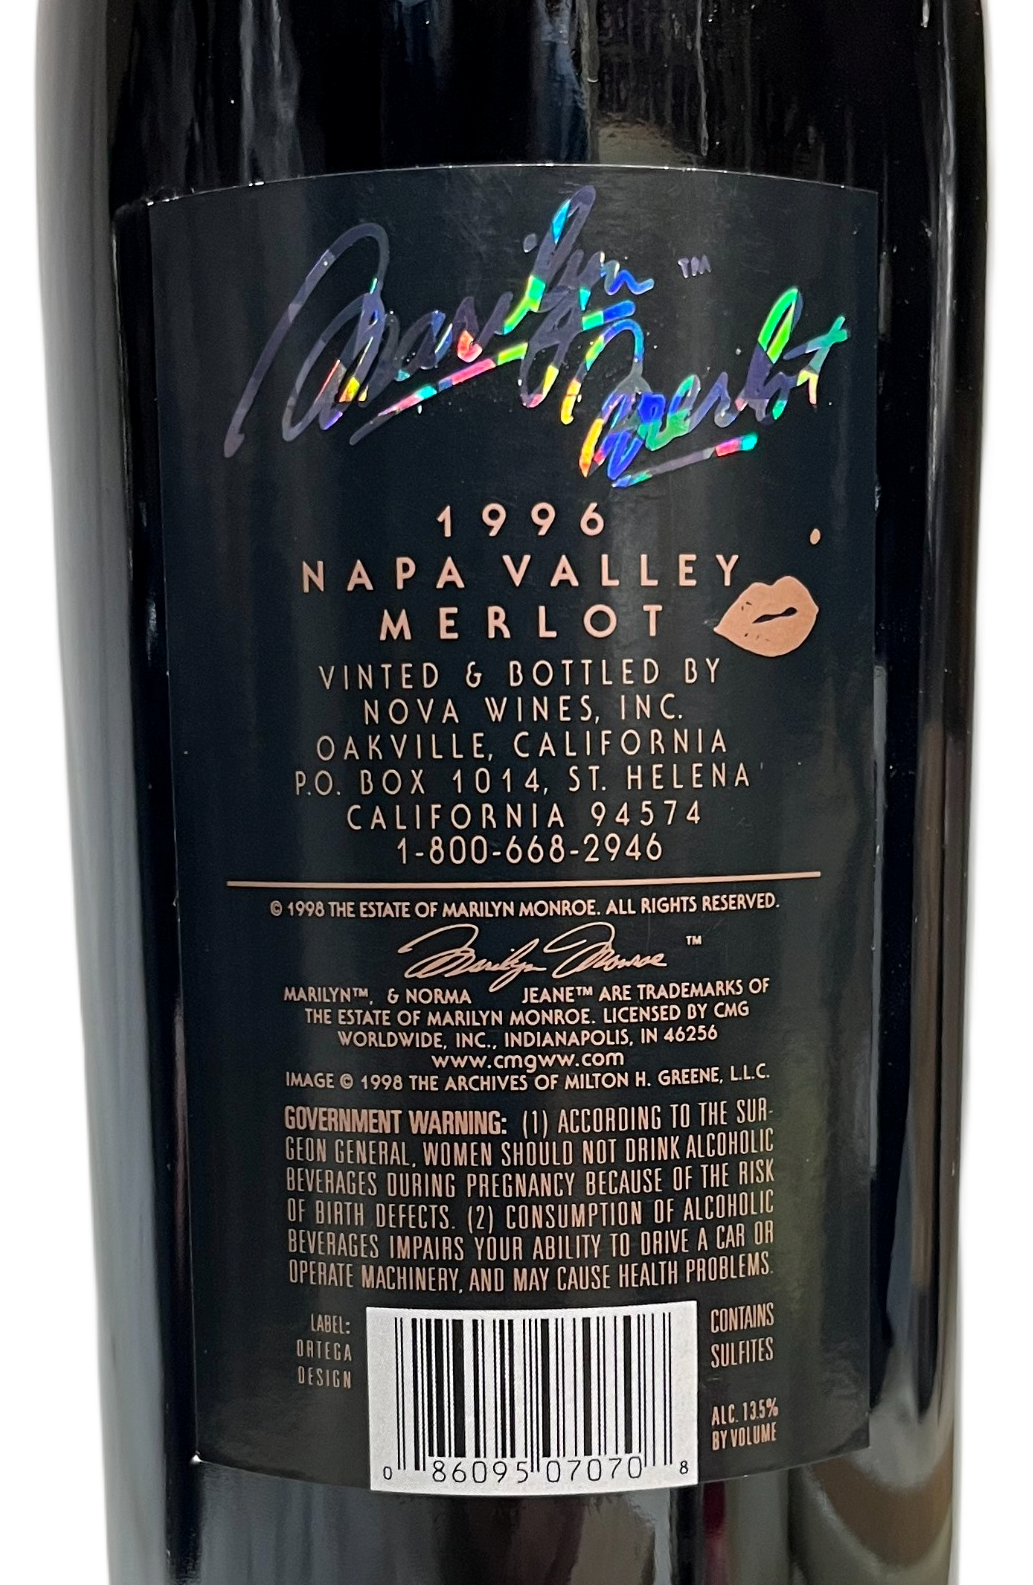 Marilyn ™
Merlot
1996
NAPA VALLEY
MERLOT
VINTED & BOTTLED BY
NOVA WINES, INC.
OAKVILLE, CALIFORNIA
P.O. BOX 1014, ST. HELENA
CALIFORNIA 94574
1-800-668-2946
© 1998 THE ESTATE OF MARILYN MONROE. ALL RIGHTS RESERVED.
Marilyn Monroe ™
MARILYN™, & NORMA JEANE™ ARE TRADEMARKS OF
THE ESTATE OF MARILYN MONROE. LICENSED BY CMG
WORLDWIDE, INC., INDIANAPOLIS, IN 46256
www.cmgww.com
IMAGE © 1998 THE ARCHIVES OF MILTON H. GREENE, L.L.C.
GOVERNMENT WARNING: (1) ACCORDING TO THE SUR-
GEON GENERAL, WOMEN SHOULD NOT DRINK ALCOHOLIC
BEVERAGES DURING PREGNANCY BECAUSE OF THE RISK
OF BIRTH DEFECTS. (2) CONSUMPTION OF ALCOHOLIC
BEVERAGES IMPAIRS YOUR ABILITY TO DRIVE A CAR OR
OPERATE MACHINERY, AND MAY CAUSE HEALTH PROBLEMS.
LABEL:
ORTEGA
DESIGN
0 86095 07070 8
CONTAINS
SULFITES
ALC. 13.5%
BY VOLUME